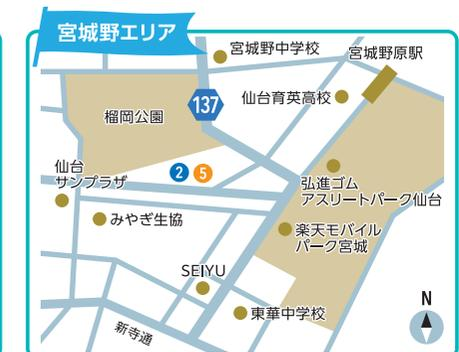 宮城野エリア
宮城野中学校
宮城野原駅
仙台育英高校
137
榴岡公園
仙台
サンプラザ
2
5
弘進ゴム
アスリートパーク仙台
みやぎ生協
楽天モバイル
パーク宮城
SEIYU
N
東華中学校
新寺通